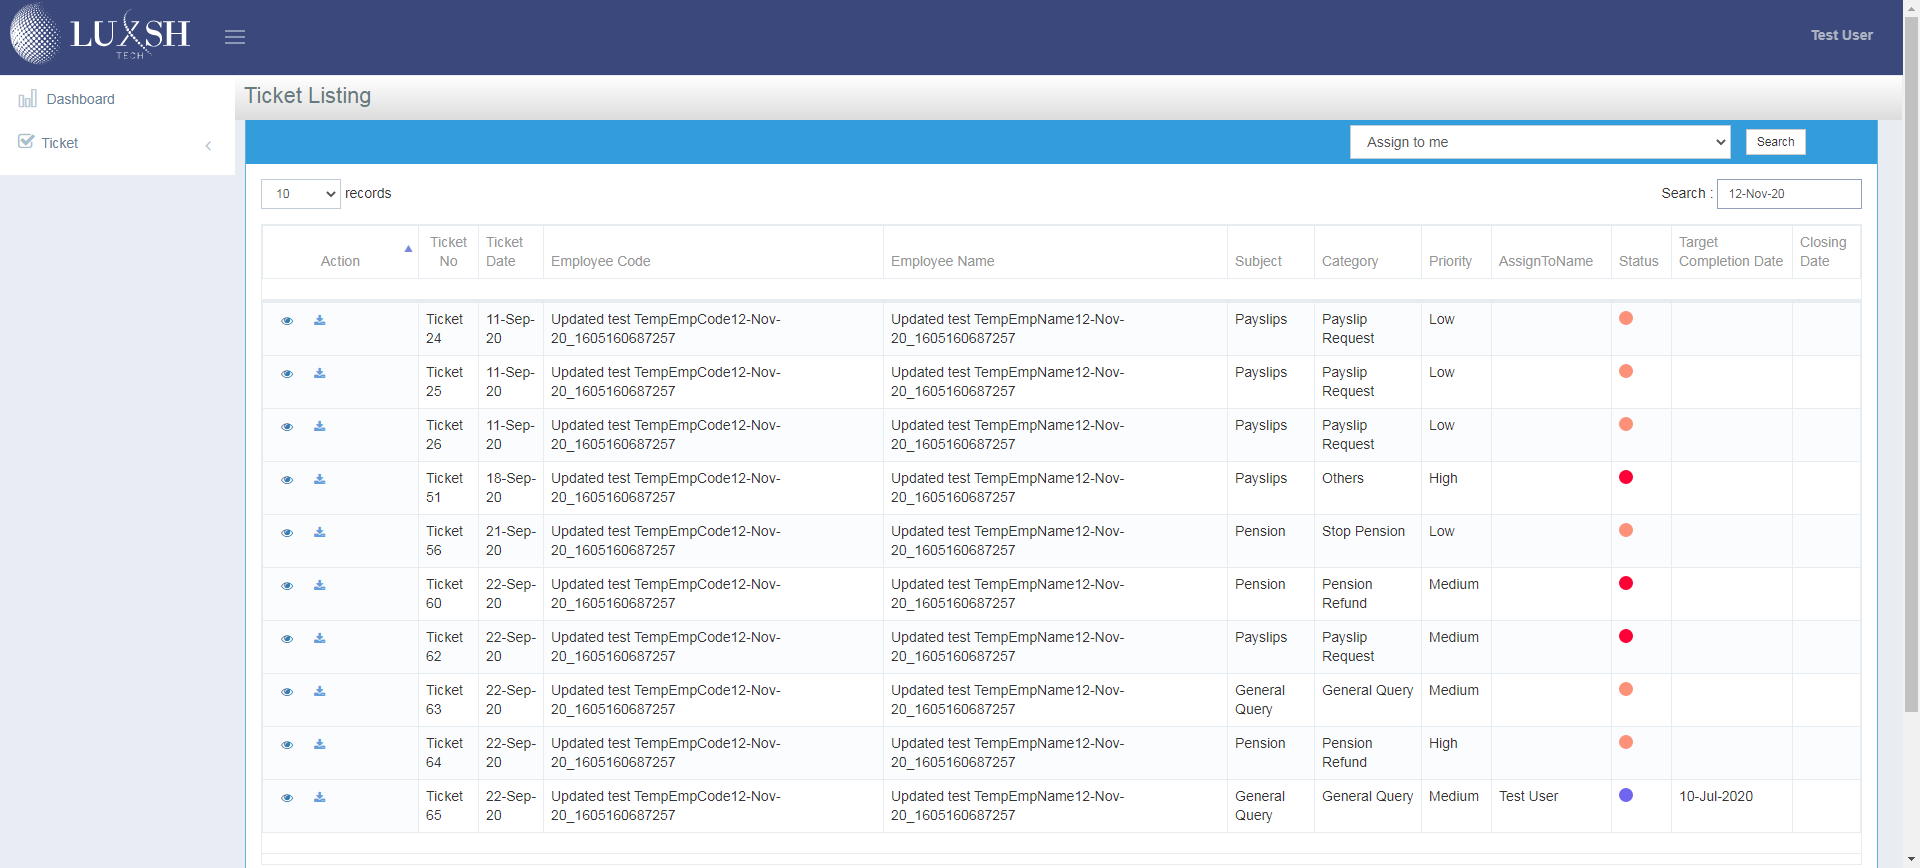 LUXSH
TECH
Test User
Dashboard
Ticket
Ticket Listing
Assign to me
Search
10 records
Search : 12-Nov-20
Action
Ticket No
Ticket Date
Employee Code
Employee Name
Subject
Category
Priority
AssignToName
Status
Target Completion Date
Closing Date
Ticket 24 11-Sep-20 Updated test TempEmpCode12-Nov-20_1605160687257 Updated test TempEmpName12-Nov-20_1605160687257 Payslips Payslip Request Low
Ticket 25 11-Sep-20 Updated test TempEmpCode12-Nov-20_1605160687257 Updated test TempEmpName12-Nov-20_1605160687257 Payslips Payslip Request Low
Ticket 26 11-Sep-20 Updated test TempEmpCode12-Nov-20_1605160687257 Updated test TempEmpName12-Nov-20_1605160687257 Payslips Payslip Request Low
Ticket 51 18-Sep-20 Updated test TempEmpCode12-Nov-20_1605160687257 Updated test TempEmpName12-Nov-20_1605160687257 Payslips Others High
Ticket 56 21-Sep-20 Updated test TempEmpCode12-Nov-20_1605160687257 Updated test TempEmpName12-Nov-20_1605160687257 Pension Stop Pension Low
Ticket 60 22-Sep-20 Updated test TempEmpCode12-Nov-20_1605160687257 Updated test TempEmpName12-Nov-20_1605160687257 Pension Pension Refund Medium
Ticket 62 22-Sep-20 Updated test TempEmpCode12-Nov-20_1605160687257 Updated test TempEmpName12-Nov-20_1605160687257 Payslips Payslip Request Medium
Ticket 63 22-Sep-20 Updated test TempEmpCode12-Nov-20_1605160687257 Updated test TempEmpName12-Nov-20_1605160687257 General Query General Query Medium
Ticket 64 22-Sep-20 Updated test TempEmpCode12-Nov-20_1605160687257 Updated test TempEmpName12-Nov-20_1605160687257 Pension Pension Refund High
Ticket 65 22-Sep-20 Updated test TempEmpCode12-Nov-20_1605160687257 Updated test TempEmpName12-Nov-20_1605160687257 General Query General Query Medium Test User 10-Jul-2020